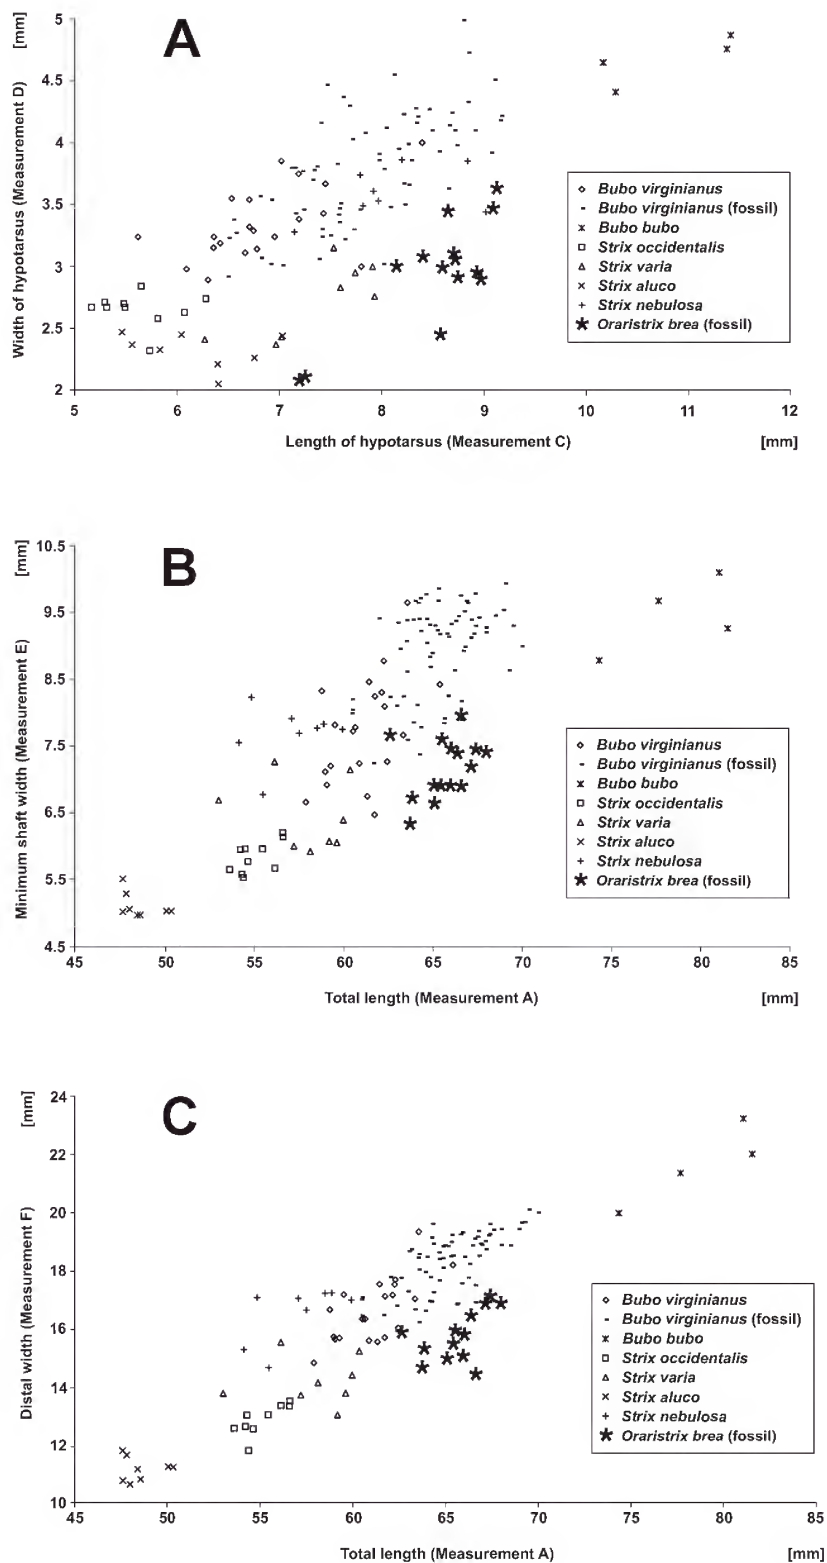 A
[mm]
Width of hypotarsus (Measurement D)
5
4.5
4
3.5
3
2.5
2
5 6 7 8 9 10 11 12
Length of hypotarsus (Measurement C) [mm]
Bubo virginianus
Bubo virginianus (fossil)
Bubo bubo
Strix occidentalis
Strix varia
Strix aluco
Strix nebulosa
Oraristrix brea (fossil)
B
[mm]
Minimum shaft width (Measurement E)
10.5
9.5
8.5
7.5
6.5
5.5
4.5
45 50 55 60 65 70 75 80 85
Total length (Measurement A) [mm]
Bubo virginianus
Bubo virginianus (fossil)
Bubo bubo
Strix occidentalis
Strix varia
Strix aluco
Strix nebulosa
Oraristrix brea (fossil)
C
[mm]
Distal width (Measurement F)
24
22
20
18
16
14
12
10
45 50 55 60 65 70 75 80 85
Total length (Measurement A) [mm]
Bubo virginianus
Bubo virginianus (fossil)
Bubo bubo
Strix occidentalis
Strix varia
Strix aluco
Strix nebulosa
Oraristrix brea (fossil)